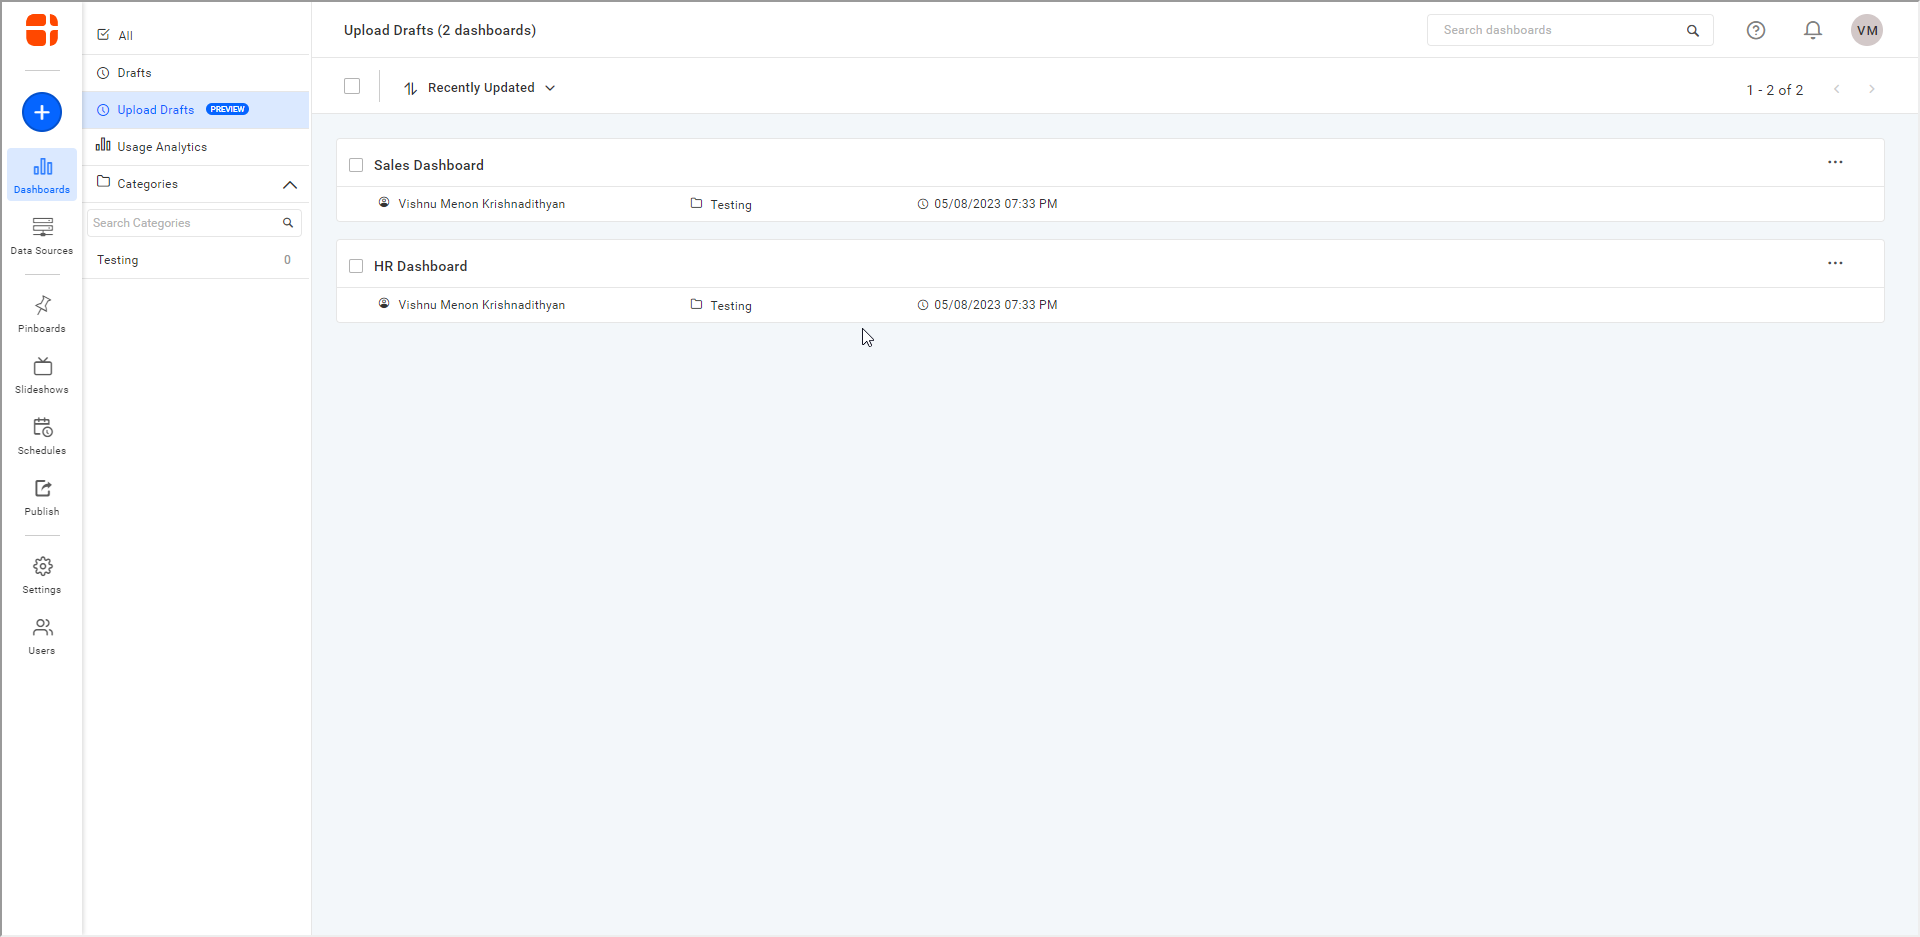 Dashboards
Data Sources
Pinboards
Slideshows
Schedules
Publish
Settings
Users
All
Drafts
Upload Drafts PREVIEW
Usage Analytics
Categories
Search Categories
Testing 0
Upload Drafts (2 dashboards)
Search dashboards
VM
Recently Updated
1 - 2 of 2
Sales Dashboard
Vishnu Menon Krishnadithyan Testing 05/08/2023 07:33 PM
HR Dashboard
Vishnu Menon Krishnadithyan Testing 05/08/2023 07:33 PM